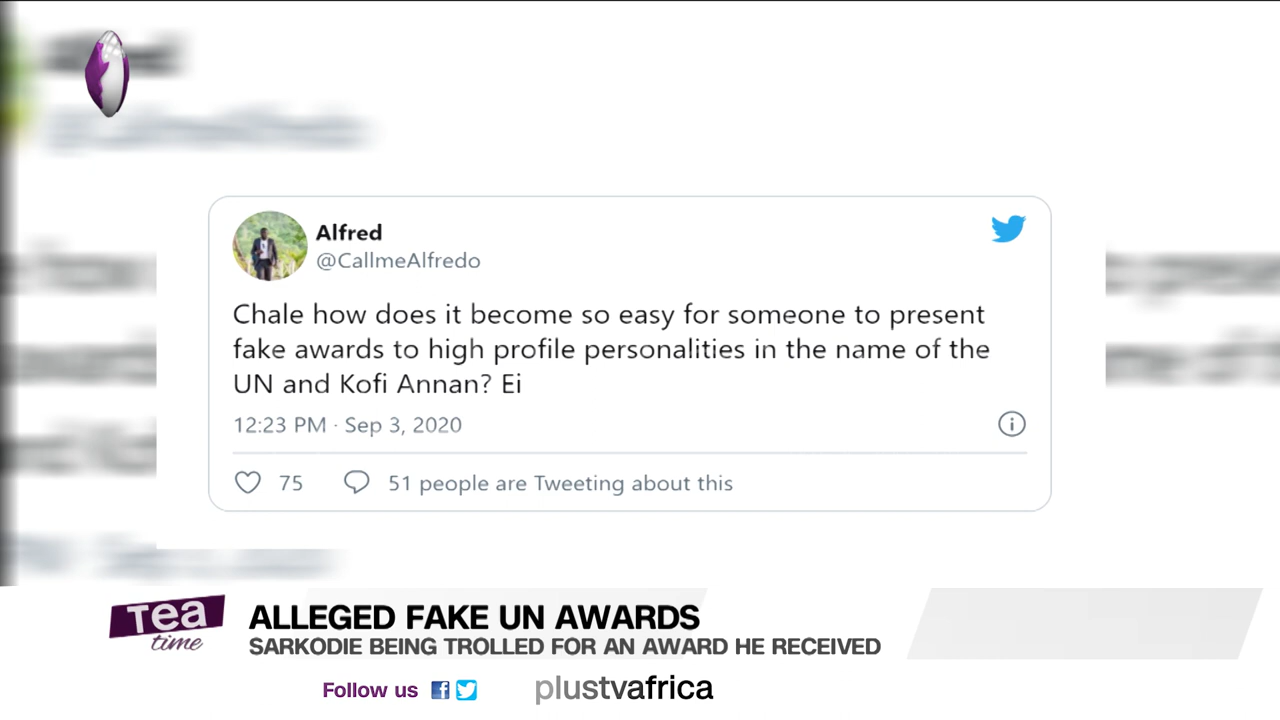 Alfred
@CallmeAlfredo
Chale how does it become so easy for someone to present
fake awards to high profile personalities in the name of the
UN and Kofi Annan? Ei
12:23 PM · Sep 3, 2020
75
51 people are Tweeting about this
Tea
time
ALLEGED FAKE UN AWARDS
SARKODIE BEING TROLLED FOR AN AWARD HE RECEIVED
Follow us
plustvafrica